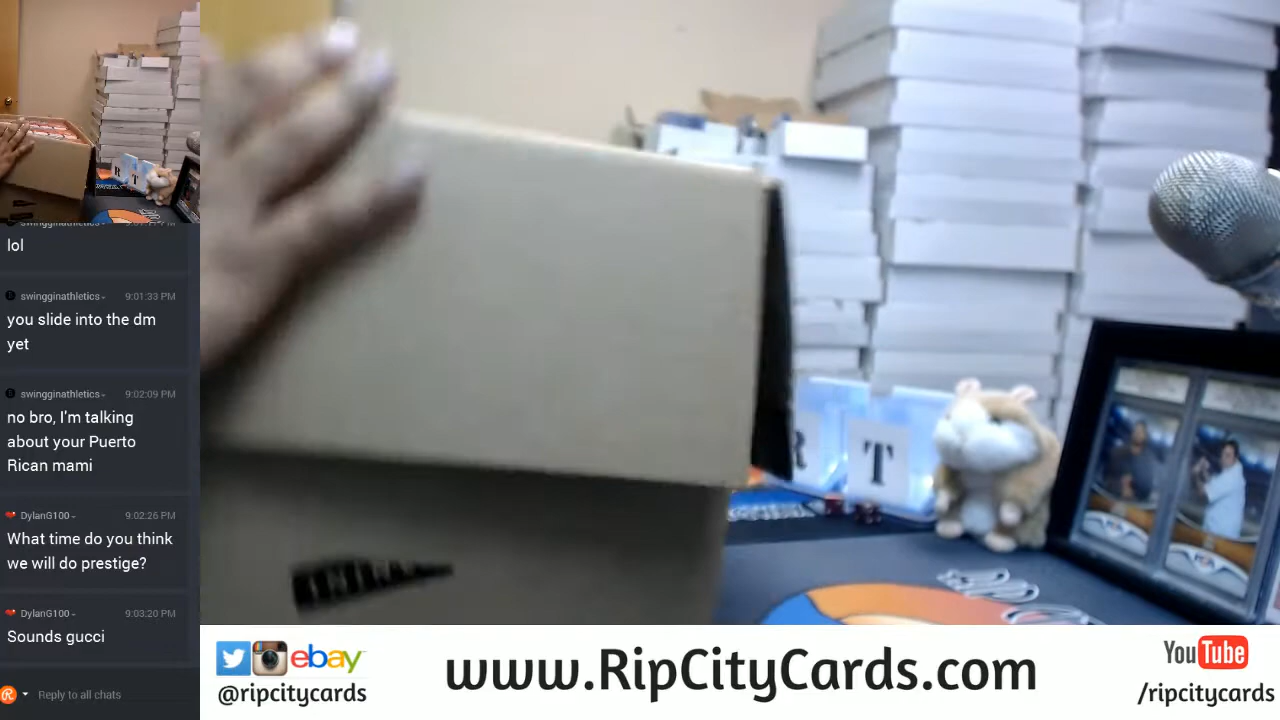 lol
swingginathletics 9:01:33 PM
you slide into the dm
yet
swingginathletics 9:02:09 PM
no bro, I'm talking
about your Puerto
Rican mami
DylanG100 9:02:26 PM
What time do you think
we will do prestige?
DylanG100 9:03:20 PM
Sounds gucci
Reply to all chats
R T
ebay
@ripcitycards
www.RipCityCards.com
YouTube
/ripcitycards